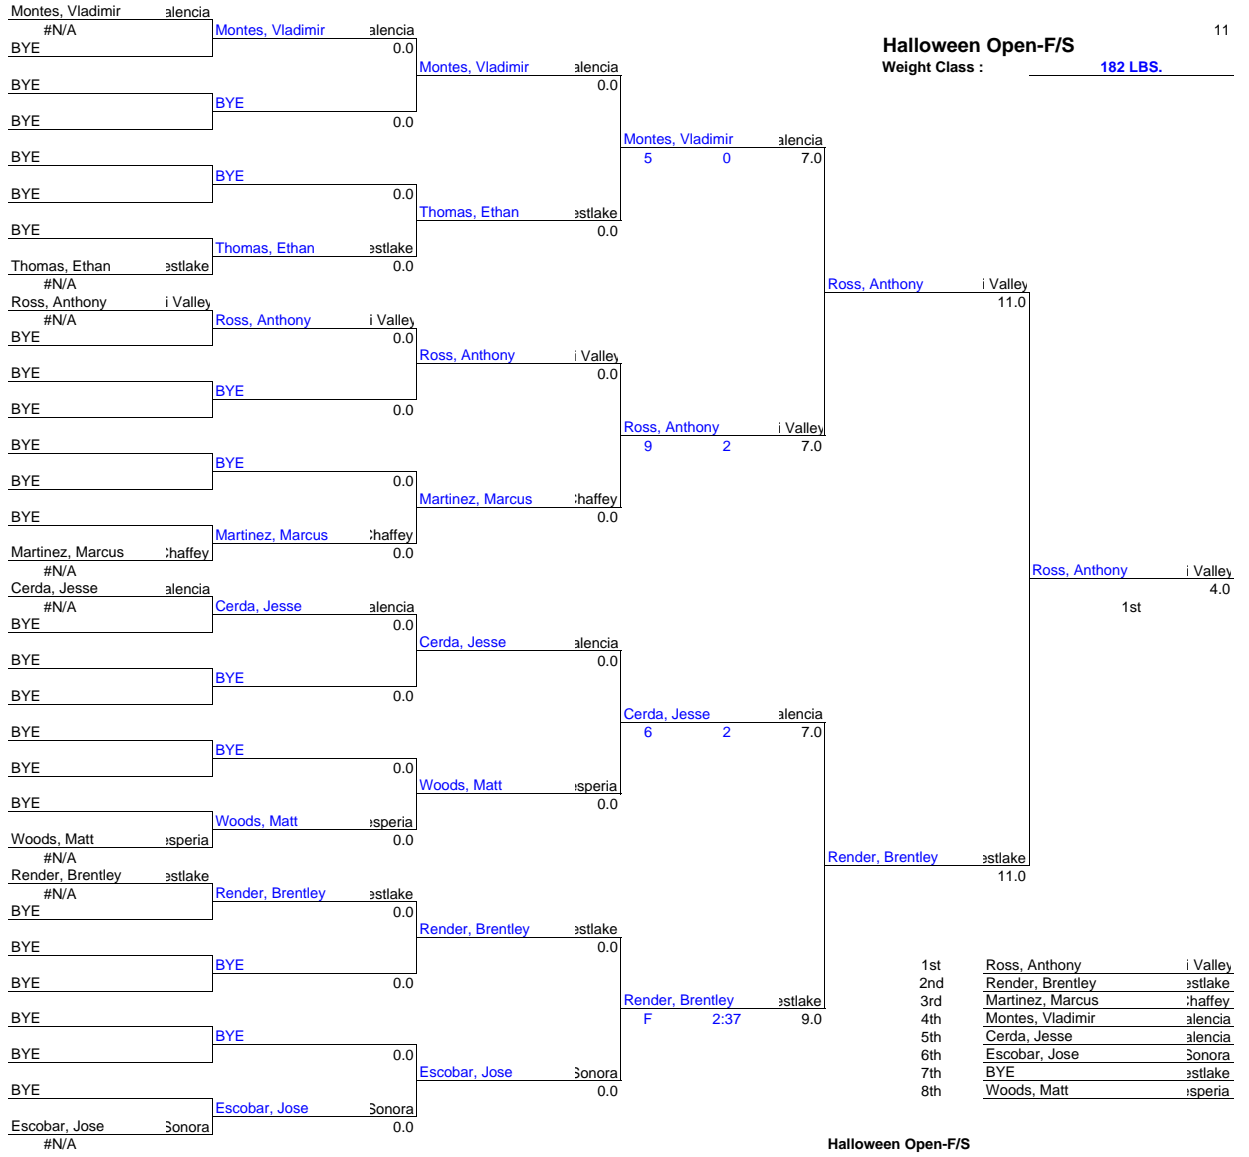 Montes, Vladimir alencia
#N/A Montes, Vladimir alencia 11
BYE 0.0 Halloween Open-F/S
Montes, Vladimir alencia Weight Class : 182 LBS.
BYE 0.0
BYE
BYE 0.0
Montes, Vladimir alencia
BYE 5 0 7.0
BYE
BYE 0.0
Thomas, Ethan estlake
BYE 0.0
Thomas, Ethan estlake
Thomas, Ethan estlake 0.0
#N/A Ross, Anthony i Valley
Ross, Anthony i Valley 11.0
#N/A Ross, Anthony i Valley
BYE 0.0
Ross, Anthony i Valley
BYE 0.0
BYE
BYE 0.0
Ross, Anthony i Valley
BYE 9 2 7.0
BYE
BYE 0.0
Martinez, Marcus Chaffey
BYE 0.0
Martinez, Marcus Chaffey
Martinez, Marcus Chaffey 0.0
#N/A Ross, Anthony i Valley
Cerda, Jesse alencia 4.0
#N/A Cerda, Jesse alencia 1st
BYE 0.0
Cerda, Jesse alencia
BYE 0.0
BYE
BYE 0.0
Cerda, Jesse alencia
BYE 6 2 7.0
BYE
BYE 0.0
Woods, Matt esperia
BYE 0.0
Woods, Matt esperia
Woods, Matt esperia 0.0
#N/A Render, Brentley estlake
Render, Brentley estlake 11.0
#N/A Render, Brentley estlake
BYE 0.0
Render, Brentley estlake
BYE 0.0
BYE 1st Ross, Anthony i Valley
BYE 0.0 2nd Render, Brentley estlake
Render, Brentley estlake 3rd Martinez, Marcus Chaffey
BYE F 2:37 9.0 4th Montes, Vladimir alencia
BYE 5th Cerda, Jesse alencia
BYE 0.0 6th Escobar, Jose Sonora
Escobar, Jose Sonora 7th BYE estlake
BYE 0.0 8th Woods, Matt esperia
Escobar, Jose Sonora
Escobar, Jose Sonora 0.0
#N/A Halloween Open-F/S